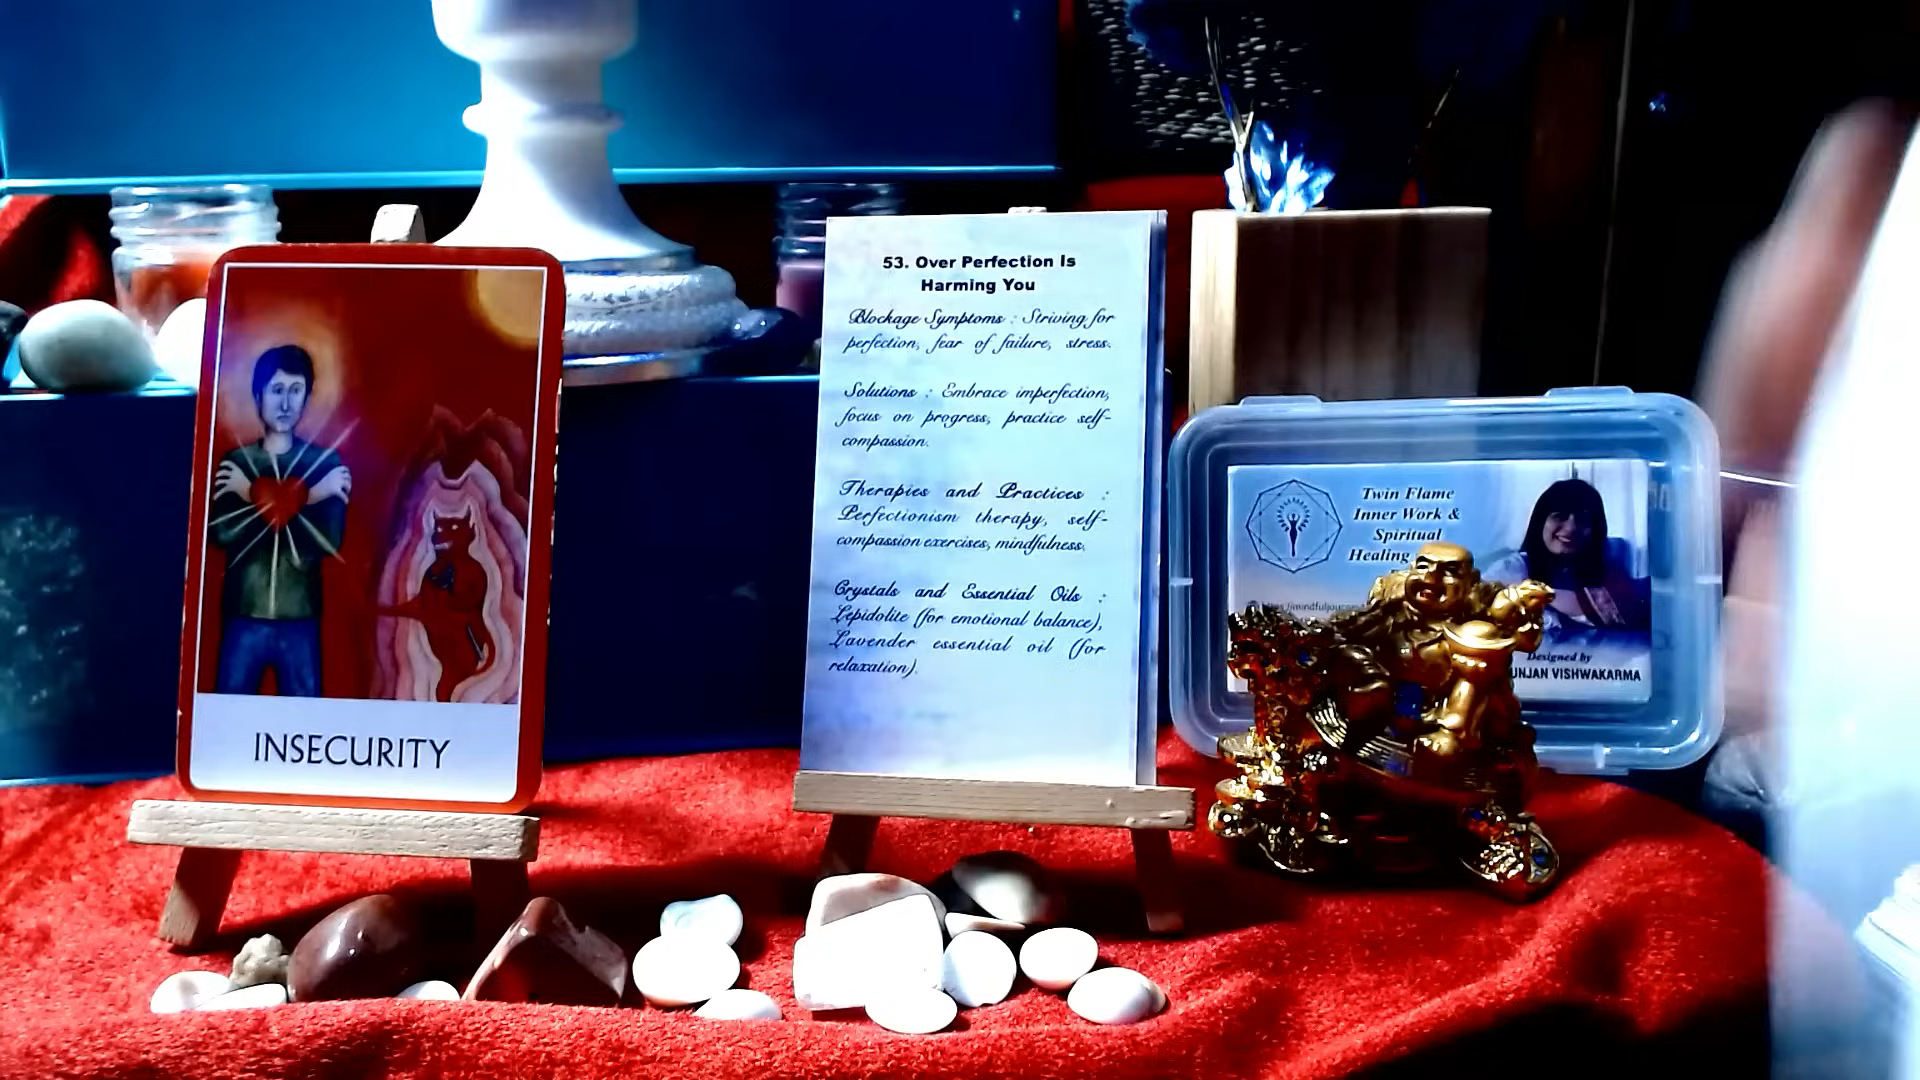 INSECURITY
53. Over Perfection Is
Harming You
Blockage Symptoms : Striving for
perfection, fear of failure, stress.
Solutions : Embrace imperfection,
focus on progress, practice self-
compassion.
Therapies and Practices :
Perfectionism therapy, self-
compassion exercises, mindfulness.
Crystals and Essential Oils :
Lepidolite (for emotional balance),
Lavender essential oil (for
relaxation).
Twin Flame
Inner Work &
Spiritual
Healing
Designed by
VISHWAKARMA